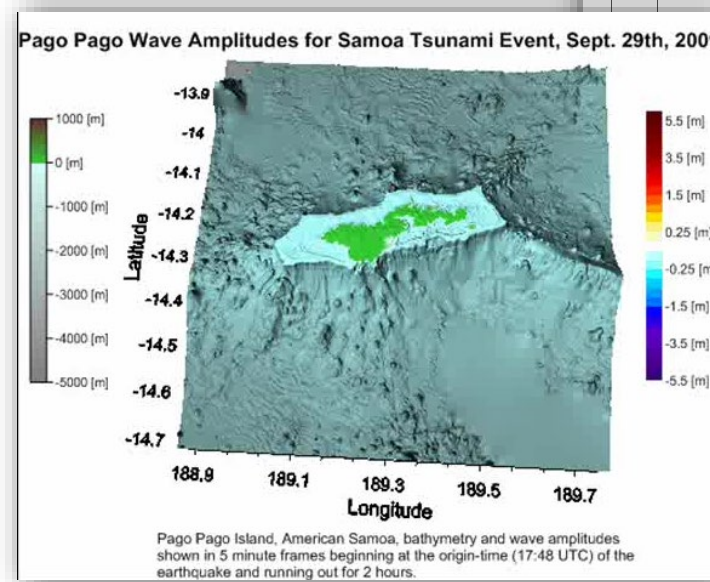 Pago Pago Wave Amplitudes for Samoa Tsunami Event, Sept. 29th, 200
1000 [m]
0 [m]
-1000 [m]
-2000 [m]
-3000 [m]
-4000 [m]
-5000 [m]
Latitude
-13.9
-14
-14.1
-14.2
-14.3
-14.4
-14.5
-14.6
-14.7
5.5 [m]
3.5 [m]
1.5 [m]
0.25 [m]
-0.25 [m]
-1.5 [m]
-3.5 [m]
-5.5 [m]
188.9 189.1 189.3 189.5 189.7
Longitude
Pago Pago Island, American Samoa, bathymetry and wave amplitudes
shown in 5 minute frames beginning at the origin-time (17:48 UTC) of the
earthquake and running out for 2 hours.